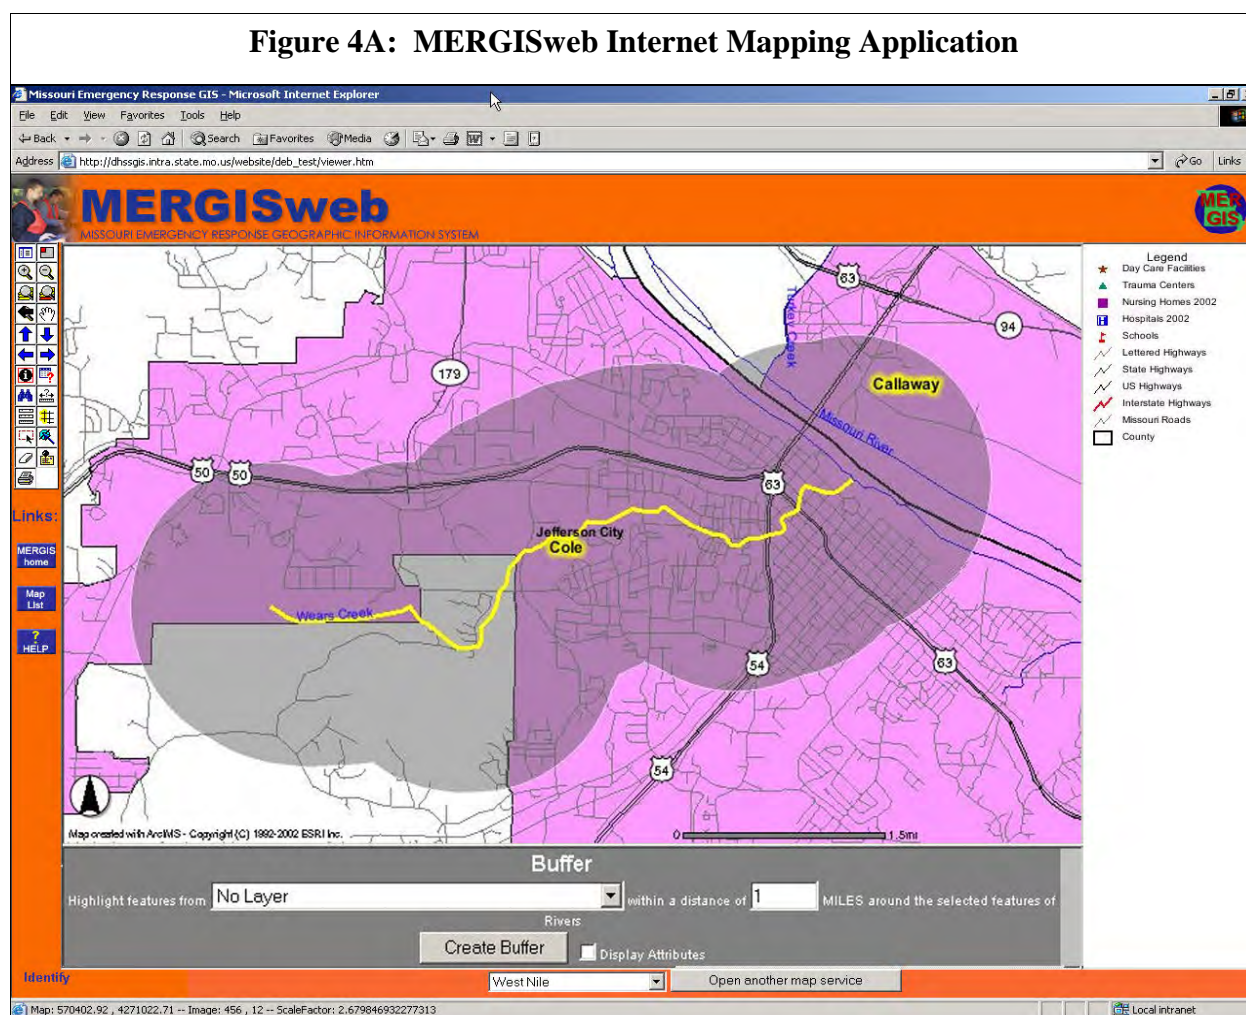 Figure 4A: MERGISweb Internet Mapping Application
Missouri Emergency Response GIS - Microsoft Internet Explorer
File Edit View Favorites Tools Help
Back Search Favorites Media
Address http://dhssgis.intra.state.mo.us/website/deb_test/viewer.htm Go Links
MERGISweb
MISSOURI EMERGENCY RESPONSE GEOGRAPHIC INFORMATION SYSTEM
MER GIS
Legend
Day Care Facilities
Trauma Centers
Nursing Homes 2002
H Hospitals 2002
Schools
Lettered Highways
State Highways
US Highways
Interstate Highways
Missouri Roads
County
Links:
MERGIS home
Map List
? HELP
63
Turkey Creek
94
179
Callaway
Missouri River
50 50
63
Jefferson City
Cole
Wears Creek
54
63
54
Map created with ArcIMS - Copyright (C) 1992-2002 ESRI Inc.
0 1.5mi
Buffer
Highlight features from No Layer within a distance of 1 MILES around the selected features of
Rivers
Create Buffer Display Attributes
Identify
West Nile Open another map service
Map: 570402.92 , 4271022.71 -- Image: 456 , 12 -- ScaleFactor: 2.679846932277313 Local intranet